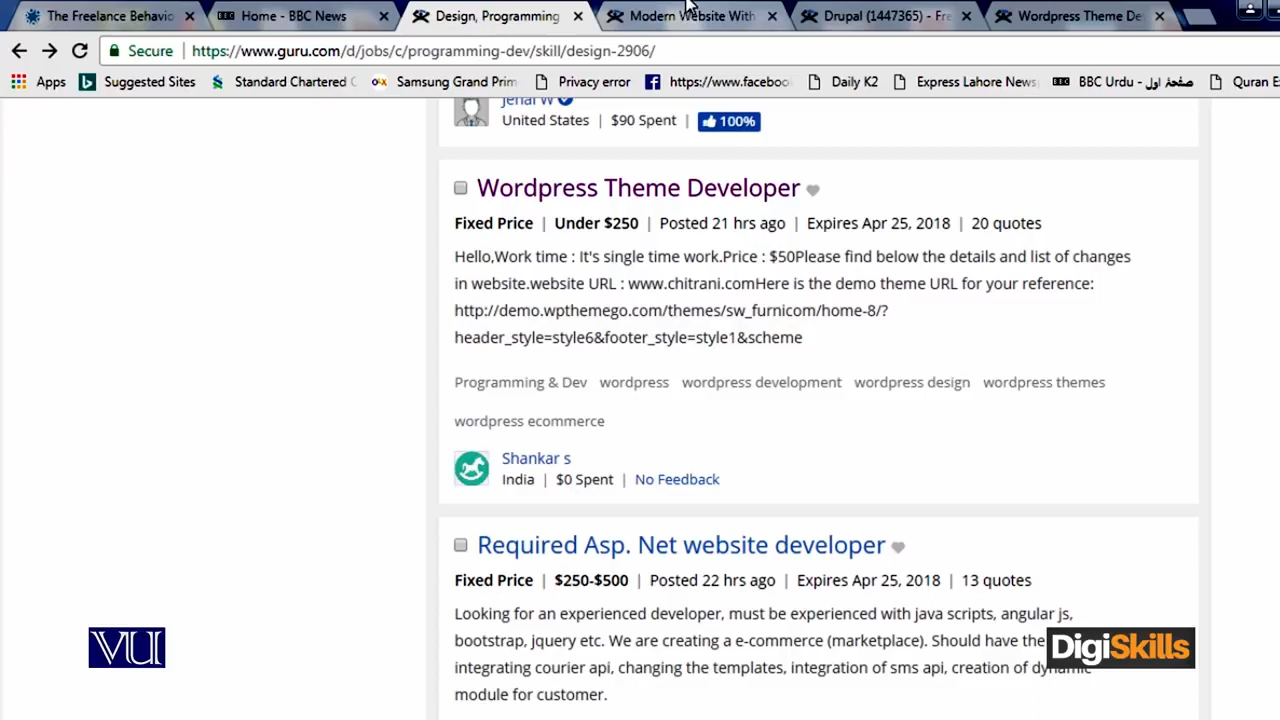 The Freelance Behavio
Home - BBC News
Design, Programming
Modern Website With
Drupal (1447365) - Fre
Wordpress Theme De
Secure | https://www.guru.com/d/jobs/c/programming-dev/skill/design-2906/
Apps
Suggested Sites
Standard Chartered
Samsung Grand Prim
Privacy error
https://www.faceboo
Daily K2
Express Lahore News
BBC Urdu - صفحۂ اول
Quran E
Jenal W
United States | $90 Spent | 100%
Wordpress Theme Developer
Fixed Price | Under $250 | Posted 21 hrs ago | Expires Apr 25, 2018 | 20 quotes
Hello,Work time : It's single time work.Price : $50Please find below the details and list of changes
in website.website URL : www.chitrani.comHere is the demo theme URL for your reference:
http://demo.wpthemego.com/themes/sw_furnicom/home-8/?
header_style=style6&footer_style=style1&scheme
Programming & Dev wordpress wordpress development wordpress design wordpress themes
wordpress ecommerce
Shankar s
India | $0 Spent | No Feedback
Required Asp. Net website developer
Fixed Price | $250-$500 | Posted 22 hrs ago | Expires Apr 25, 2018 | 13 quotes
Looking for an experienced developer, must be experienced with java scripts, angular js,
bootstrap, jquery etc. We are creating a e-commerce (marketplace). Should have the
integrating courier api, changing the templates, integration of sms api, creation of dynamic
module for customer.
VU
DigiSkills